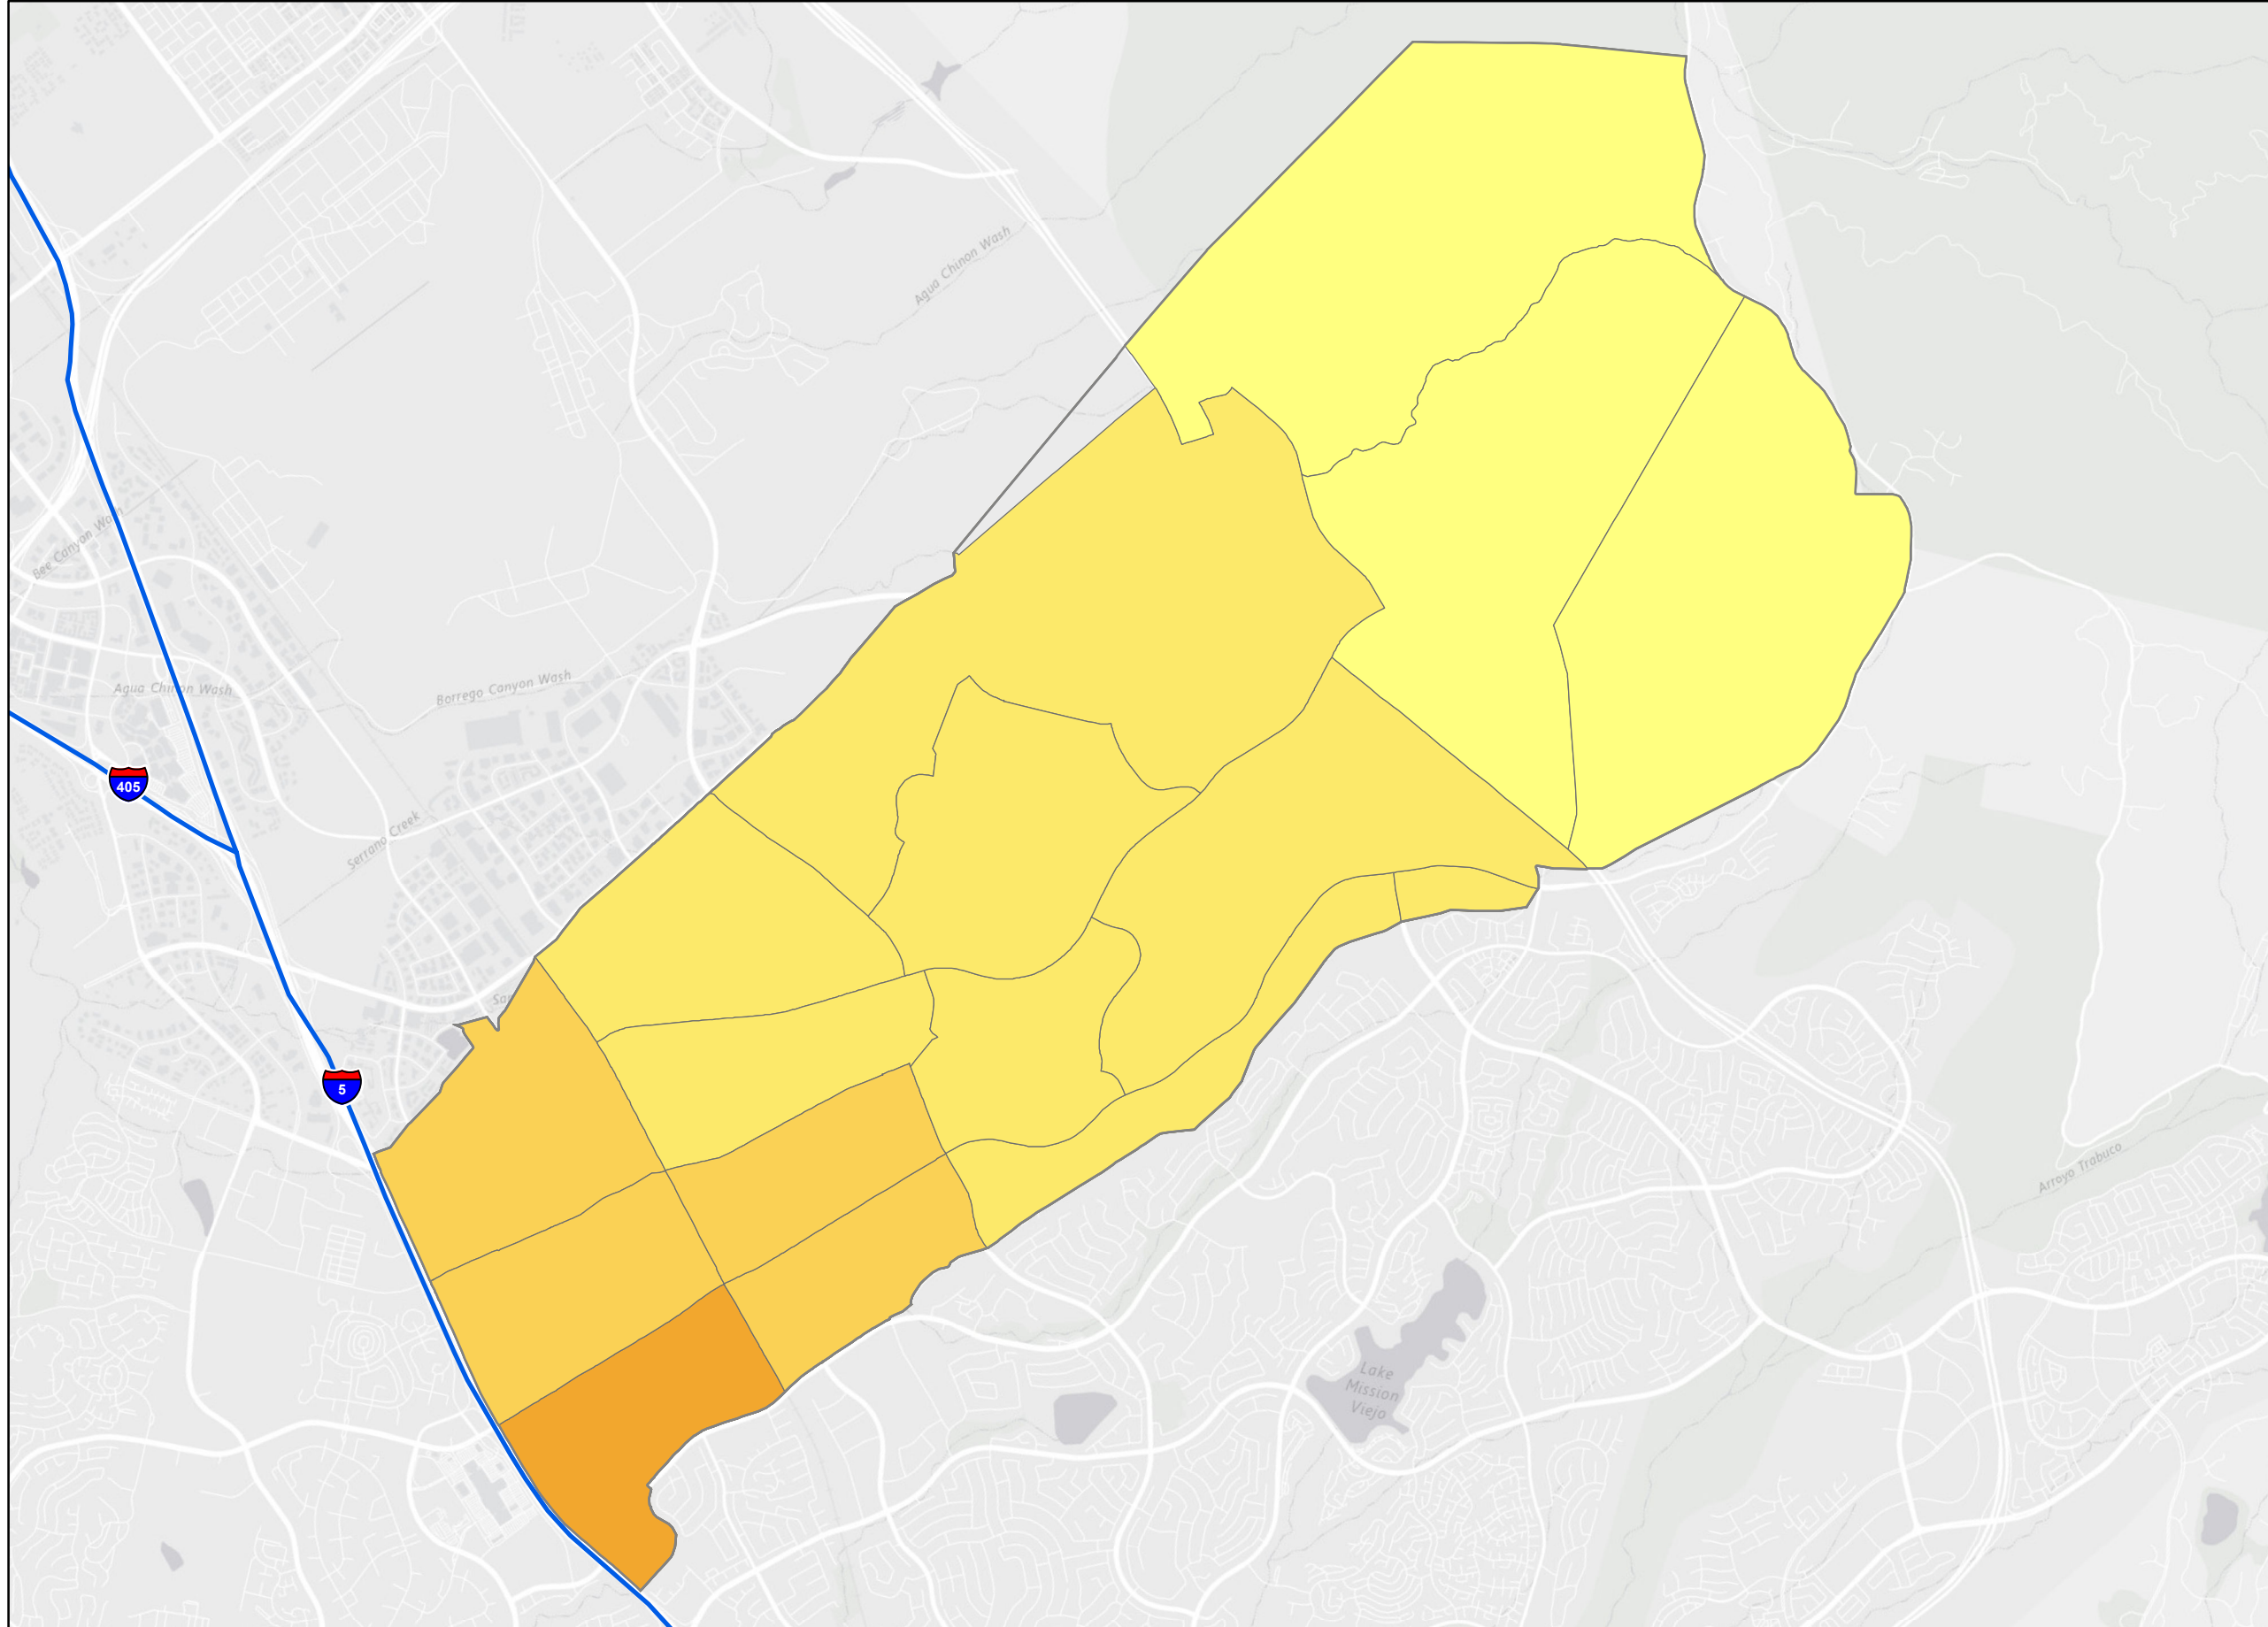 Agua Chinon Wash
Bee Canyon Wash
Agua Chinon Wash
Borrego Canyon Wash
405
Serrano Creek
5
Arroyo Trabuco
Lake
Mission
Viejo